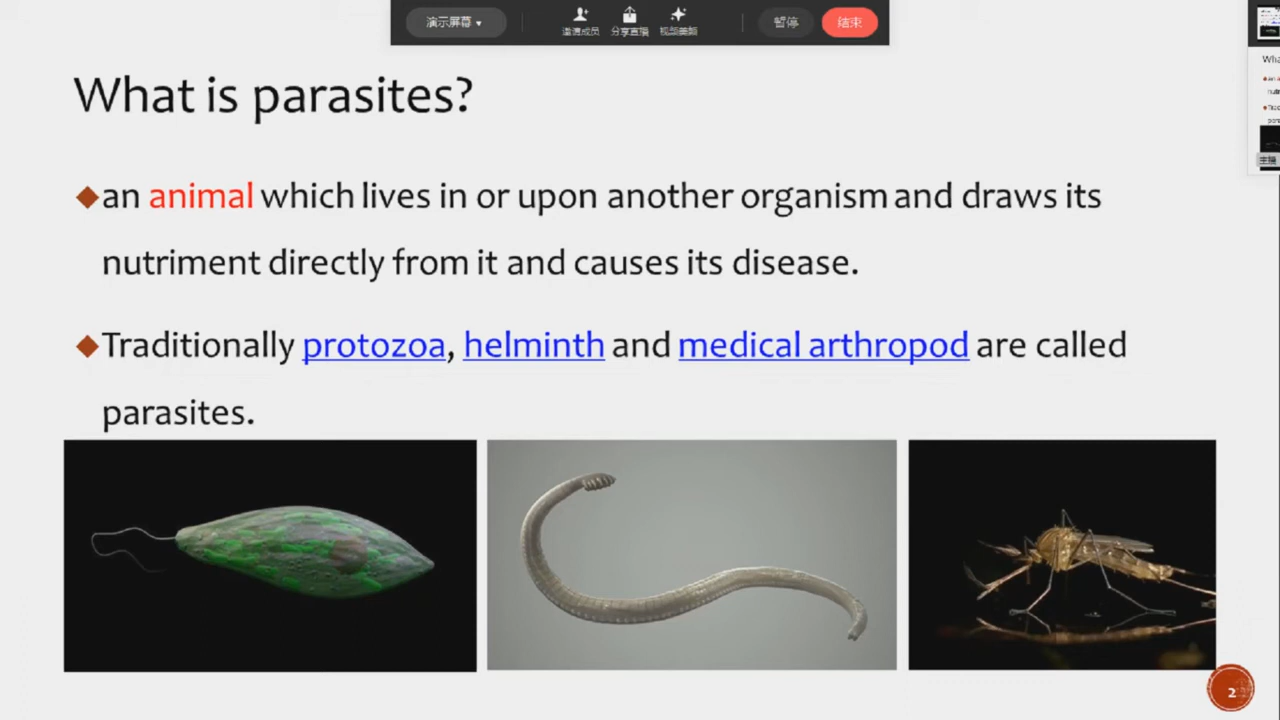 演示屏幕
邀请成员 分享直播 视频美颜
暂停
结束
What is parasites?
an animal which lives in or upon another organism and draws its
nutriment directly from it and causes its disease.
Traditionally protozoa, helminth and medical arthropod are called
parasites.
2
主播